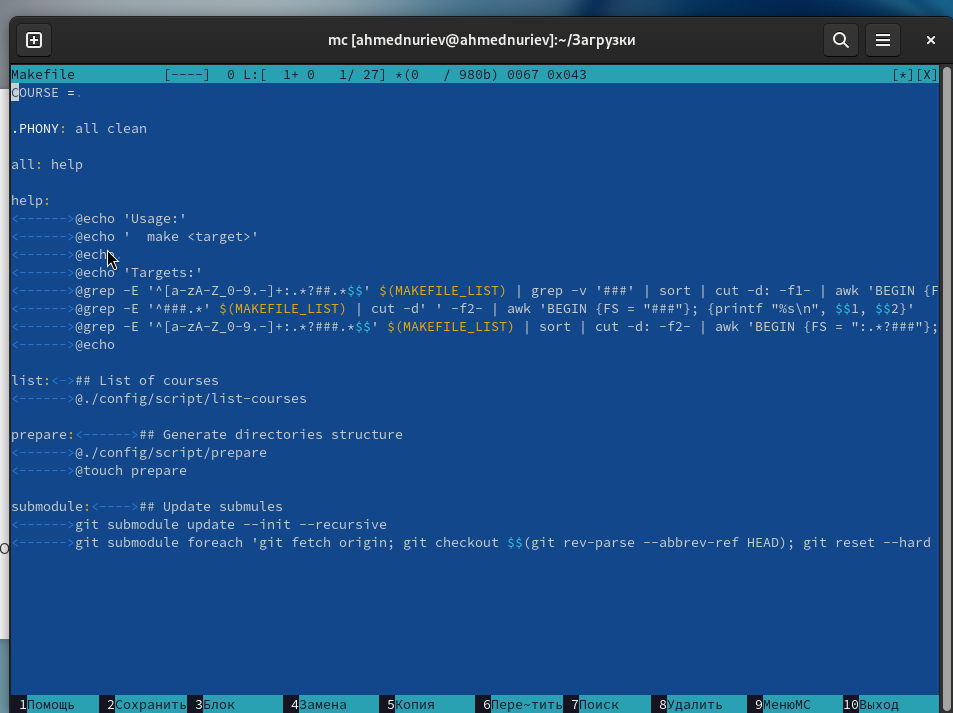 mc [ahmednuriev@ahmednuriev]:~/Загрузки
Makefile [----] 0 L:[ 1+ 0 1/ 27] *(0 / 980b) 0067 0x043 [*][X]
COURSE =.
.PHONY: all clean
all: help
help:
<------>@echo 'Usage:'
<------>@echo '  make <target>'
<------>@echo
<------>@echo 'Targets:'
<------>@grep -E '^[a-zA-Z_0-9.-]+:.*?##.*$$' $(MAKEFILE_LIST) | grep -v '###' | sort | cut -d: -f1- | awk 'BEGIN {F
<------>@grep -E '^###.*' $(MAKEFILE_LIST) | cut -d' ' -f2- | awk 'BEGIN {FS = "###"}; {printf "%s\n", $$1, $$2}'
<------>@grep -E '^[a-zA-Z_0-9.-]+:.*?###.*$$' $(MAKEFILE_LIST) | sort | cut -d: -f2- | awk 'BEGIN {FS = ":.*?###"};
<------>@echo
list:<->## List of courses
<------>@./config/script/list-courses
prepare:<------>## Generate directories structure
<------>@./config/script/prepare
<------>@touch prepare
submodule:<---->## Update submules
<------>git submodule update --init --recursive
<------>git submodule foreach 'git fetch origin; git checkout $$(git rev-parse --abbrev-ref HEAD); git reset --hard
1Помощь 2Сохранить 3Блок 4Замена 5Копия 6Пере~тить 7Поиск 8Удалить 9МенюMC 10Выход